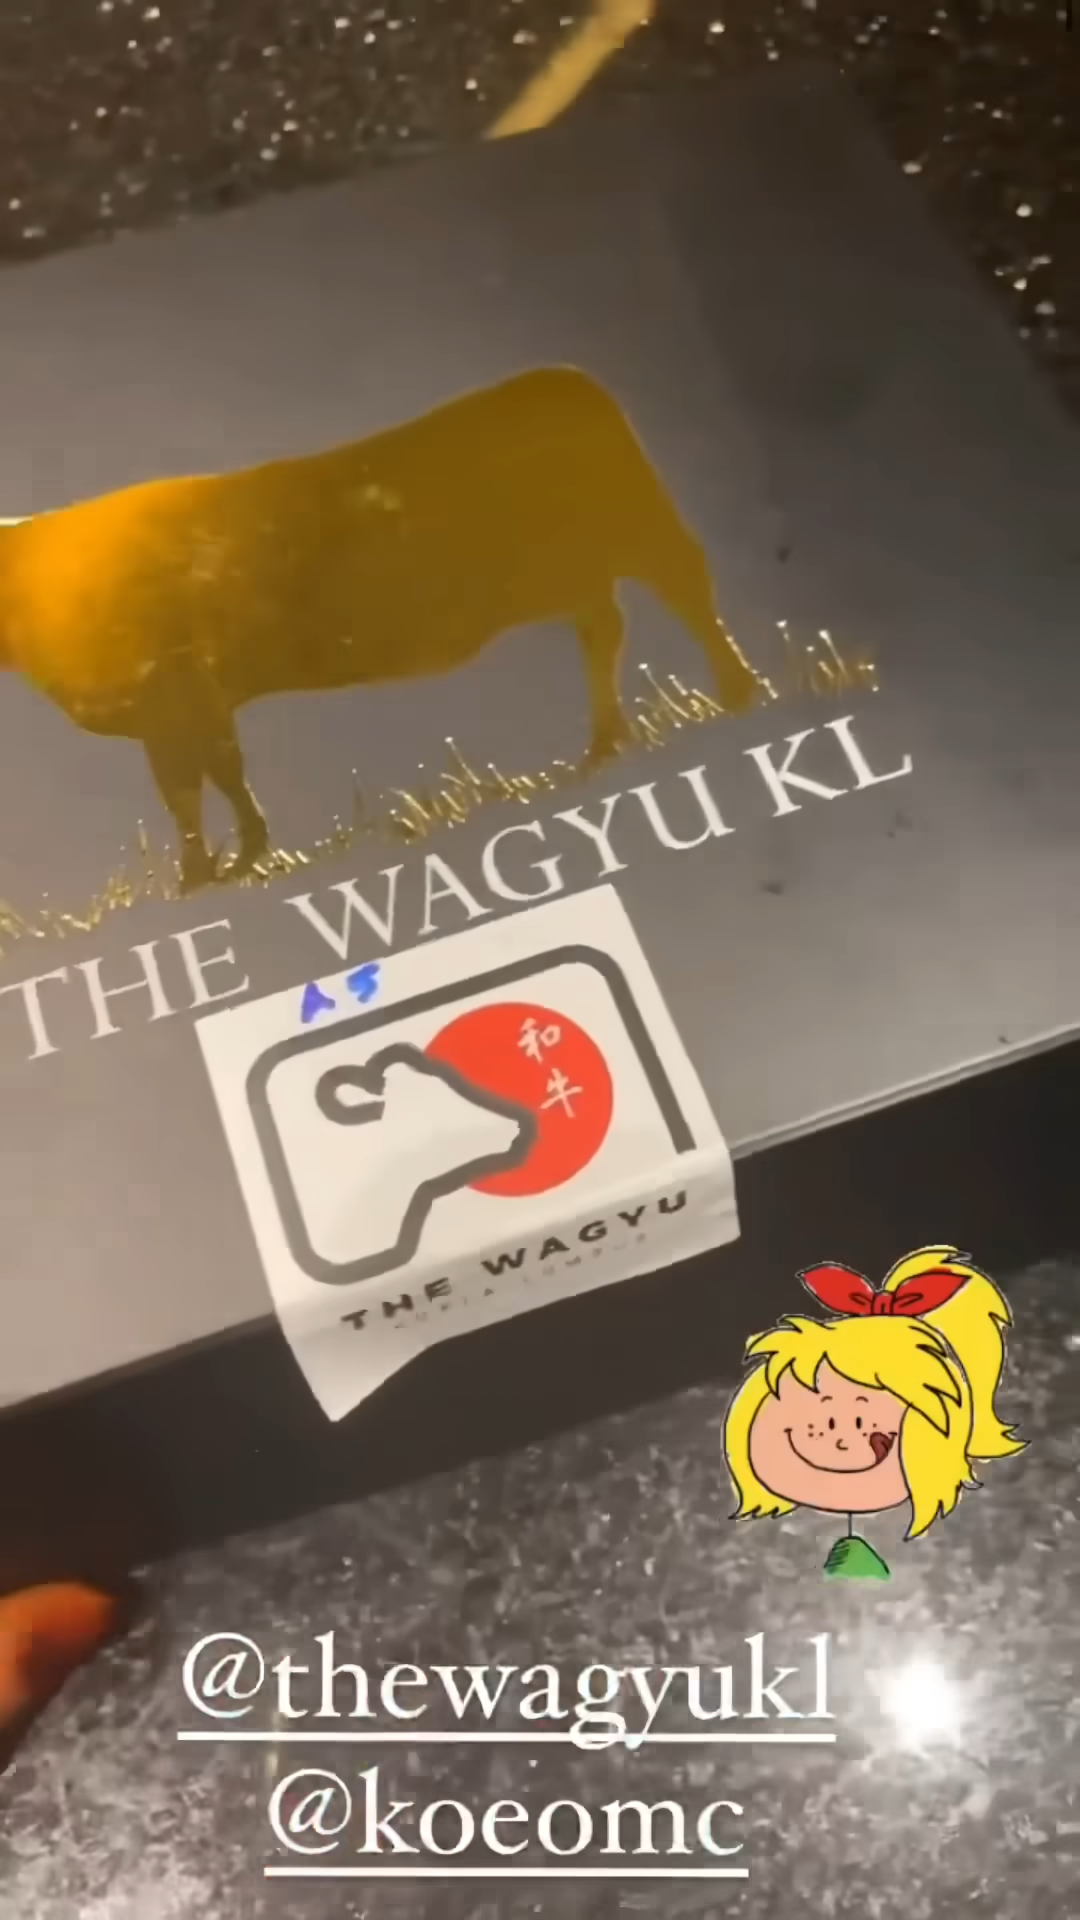 THE WAGYU KL
A5
和
牛
THE WAGYU
@thewagyukl
@koeomc